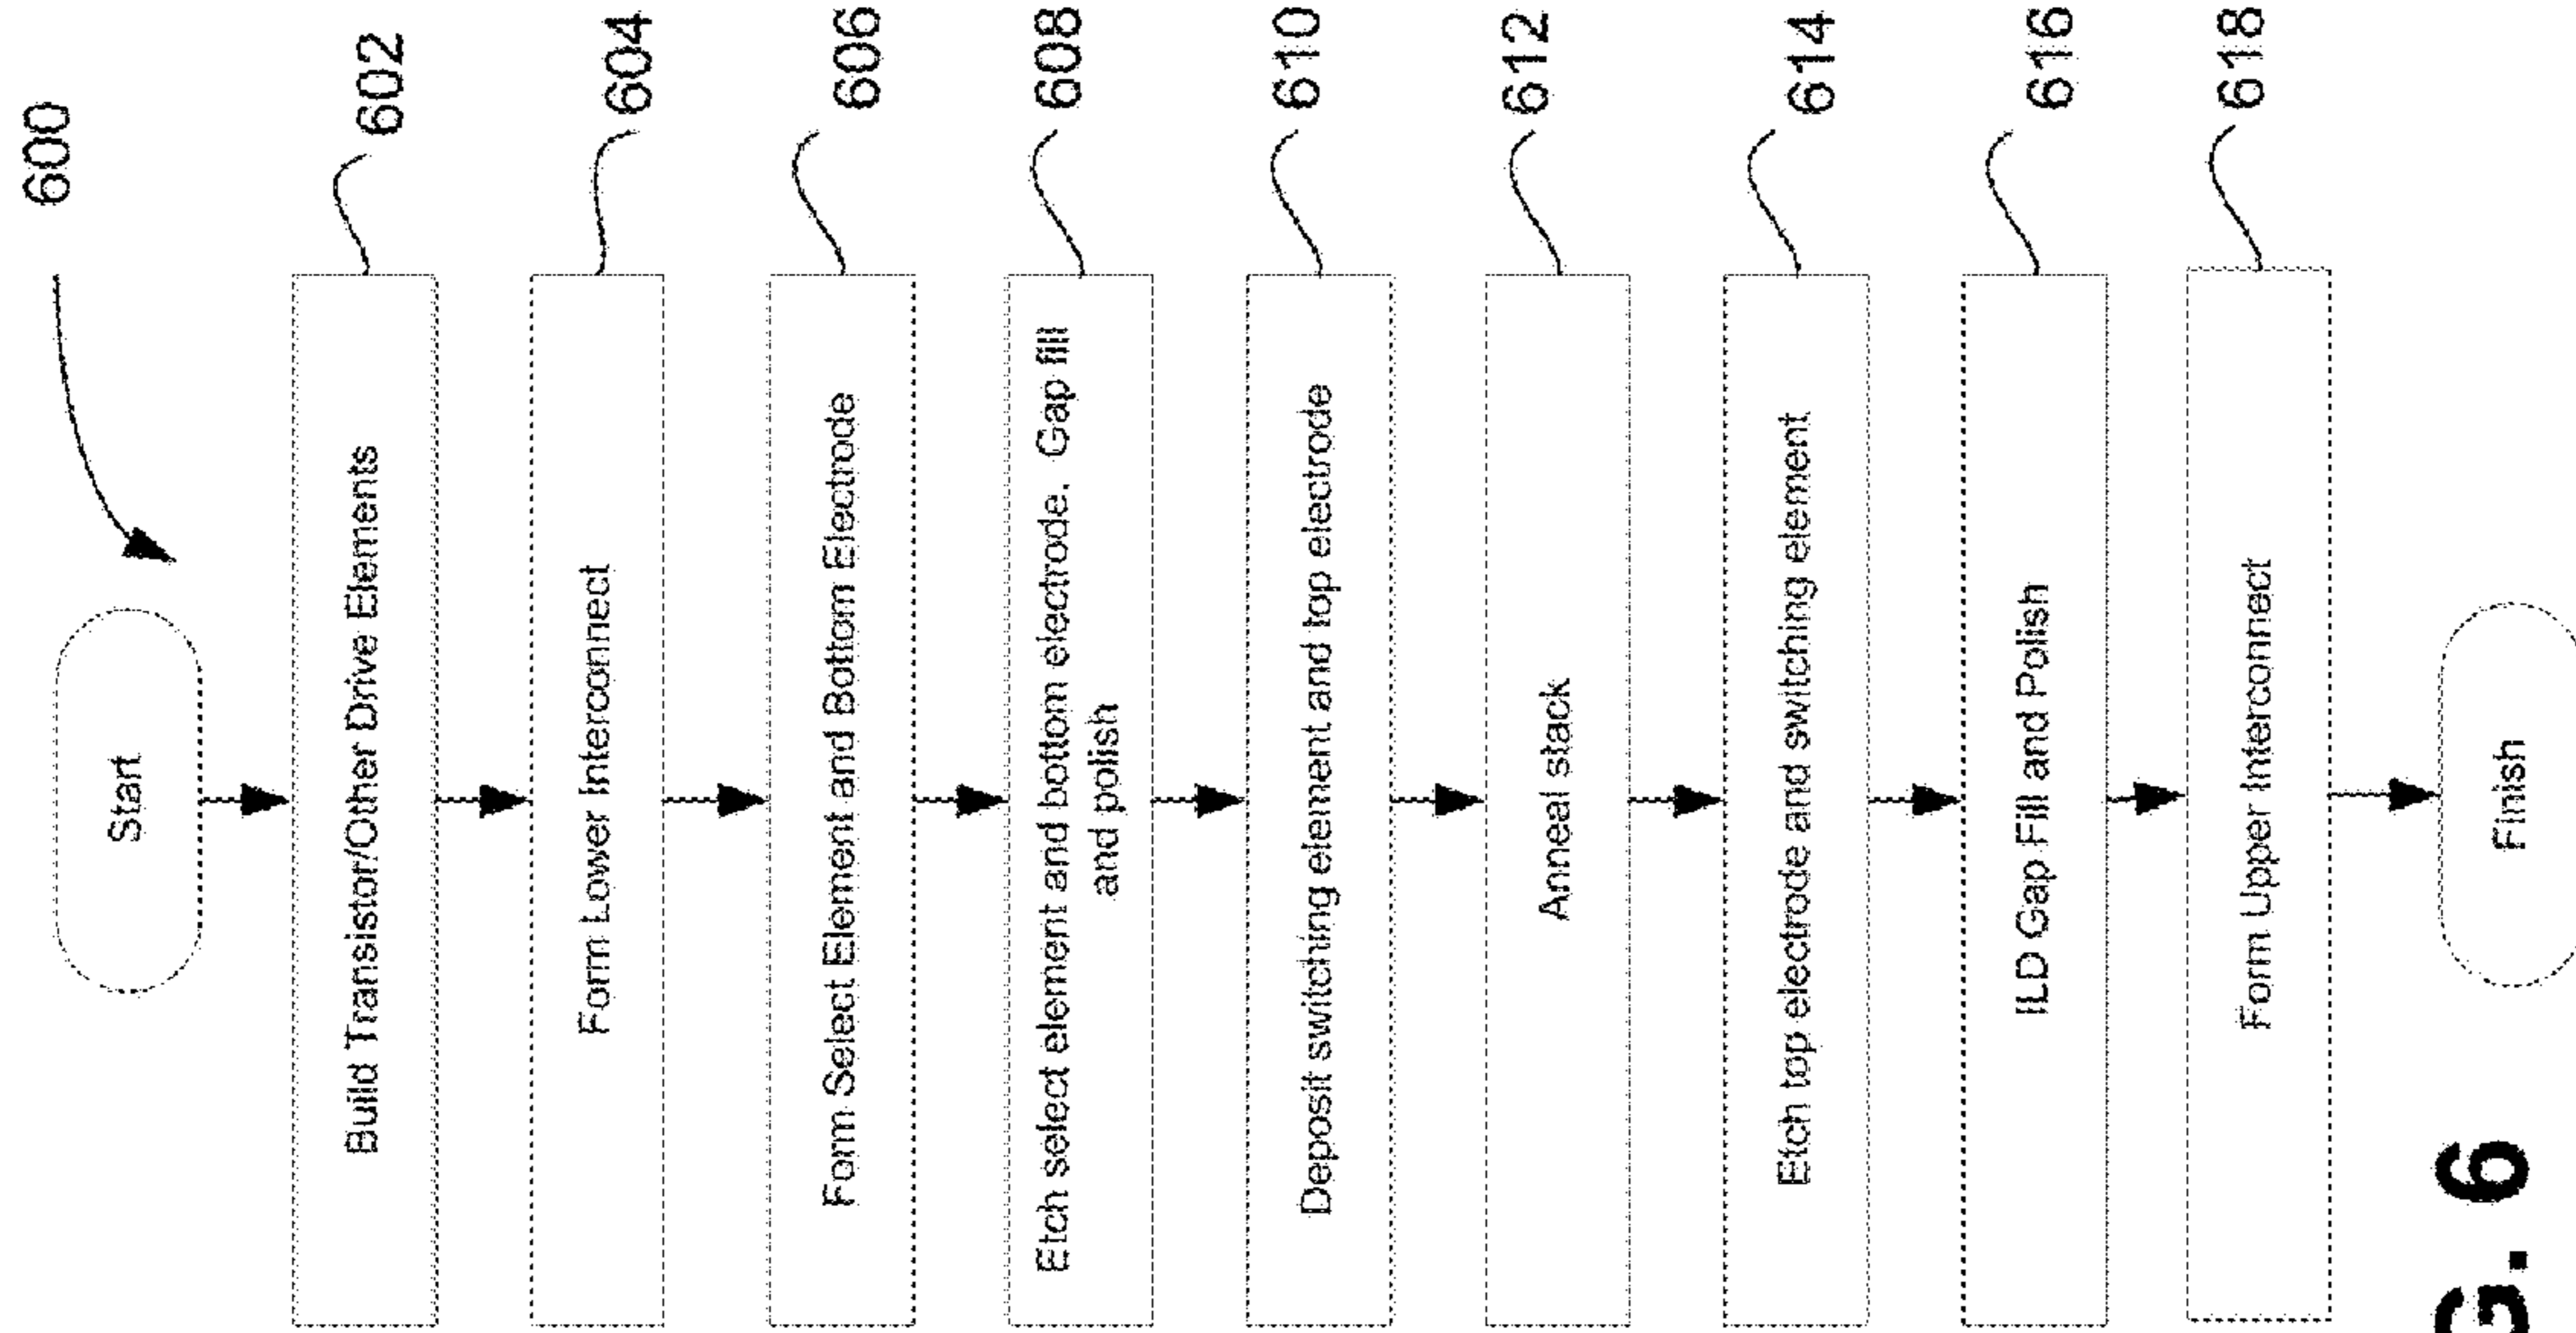 600
Start
Build Transistor/Other Drive Elements
602
Form Lower Interconnect
604
Form Select Element and Bottom Electrode
606
Etch select element and bottom electrode. Gap fill
and polish
608
Deposit switching element and top electrode
610
Anneal stack
612
Etch top electrode and switching element
614
ILD Gap Fill and Polish
616
Form Upper Interconnect
618
Finish
G. 6